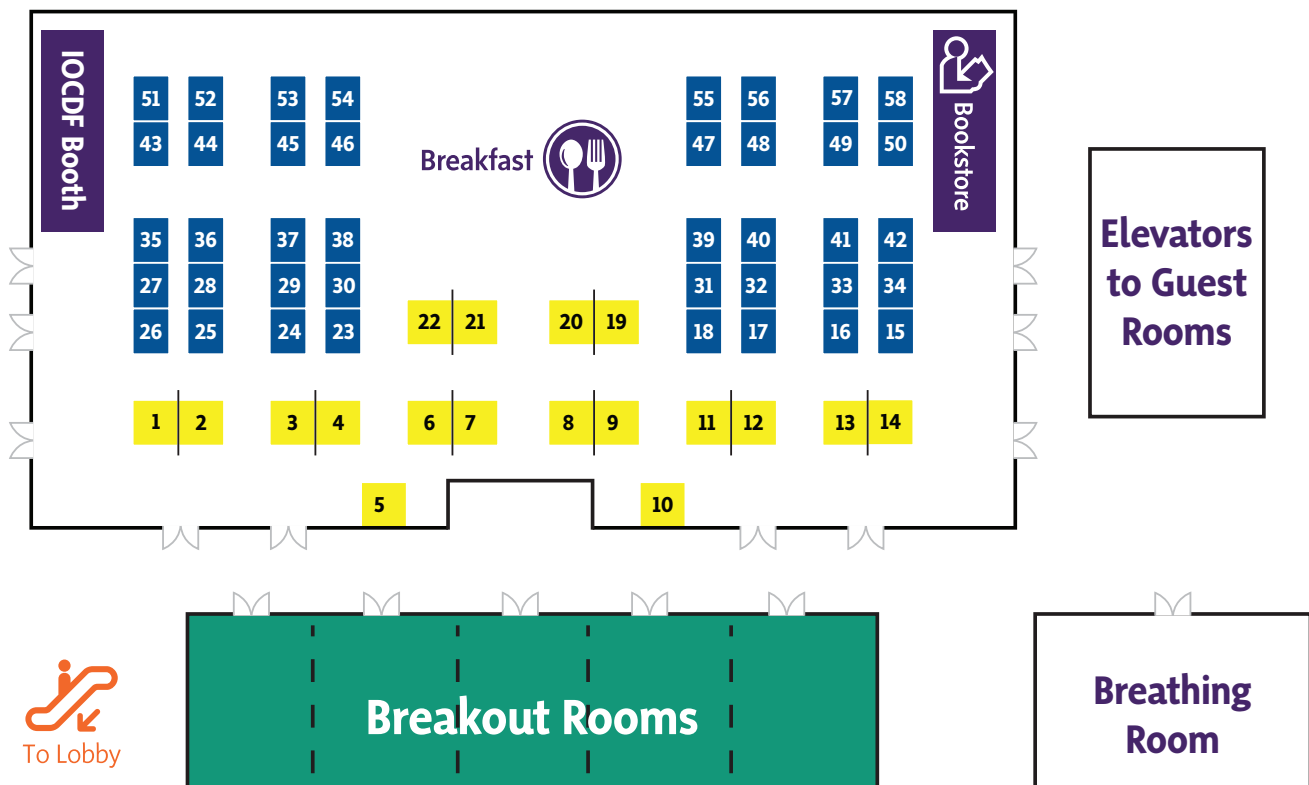 IOCDF Booth
51 52 53 54 55 56 57 58
43 44 45 46 47 48 49 50
Breakfast
Bookstore
35 36 37 38 39 40 41 42
27 28 29 30 31 32 33 34
26 25 24 23 22 21 20 19 18 17 16 15
1 2 3 4 6 7 8 9 11 12 13 14
5 10
Elevators
to Guest
Rooms
To Lobby
Breakout Rooms
Breathing
Room